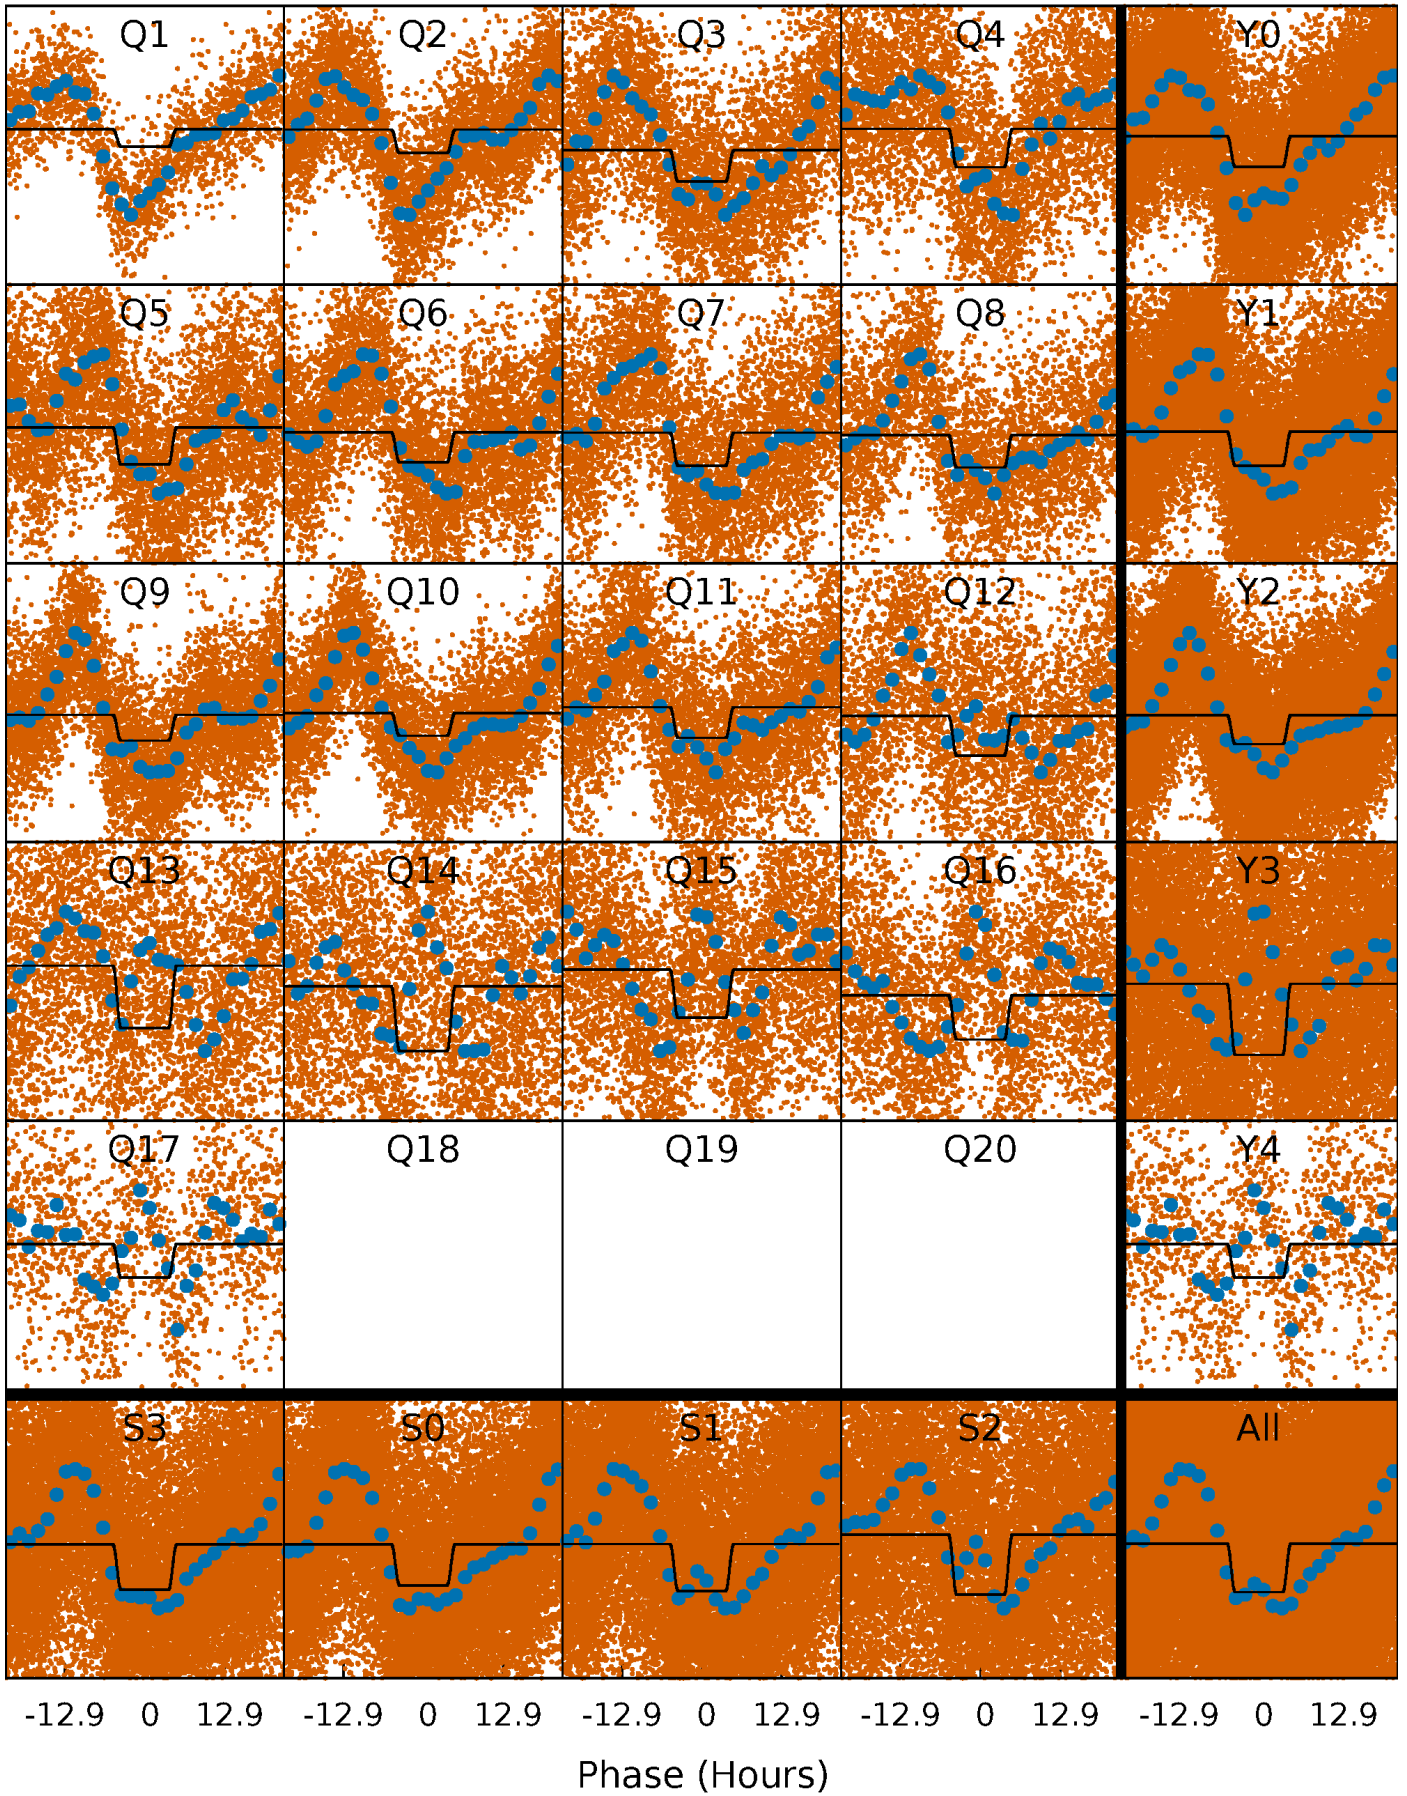 Q1 Q2 Q3 Q4 Y0
Q5 Q6 Q7 Q8 Y1
Q9 Q10 Q11 Q12 Y2
Q13 Q14 Q15 Q16 Y3
Q17 Q18 Q19 Q20 Y4
S3 S0 S1 S2 All
-12.9 0 12.9 -12.9 0 12.9 -12.9 0 12.9 -12.9 0 12.9 -12.9 0 12.9
Phase (Hours)